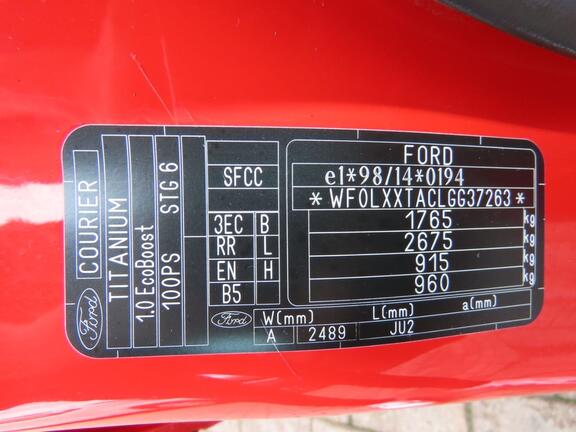 Ford COURIER
TITANIUM
1.0 EcoBoost
100PS STG 6
SFCC
3EC B
RR L
EN H
B5
FORD
e1*98/14*0194
*WF0LXXTACLGG37263*
1765 kg
2675 kg
915 kg
960 kg
Ford W(mm) L(mm) a(mm)
A 2489 JU2